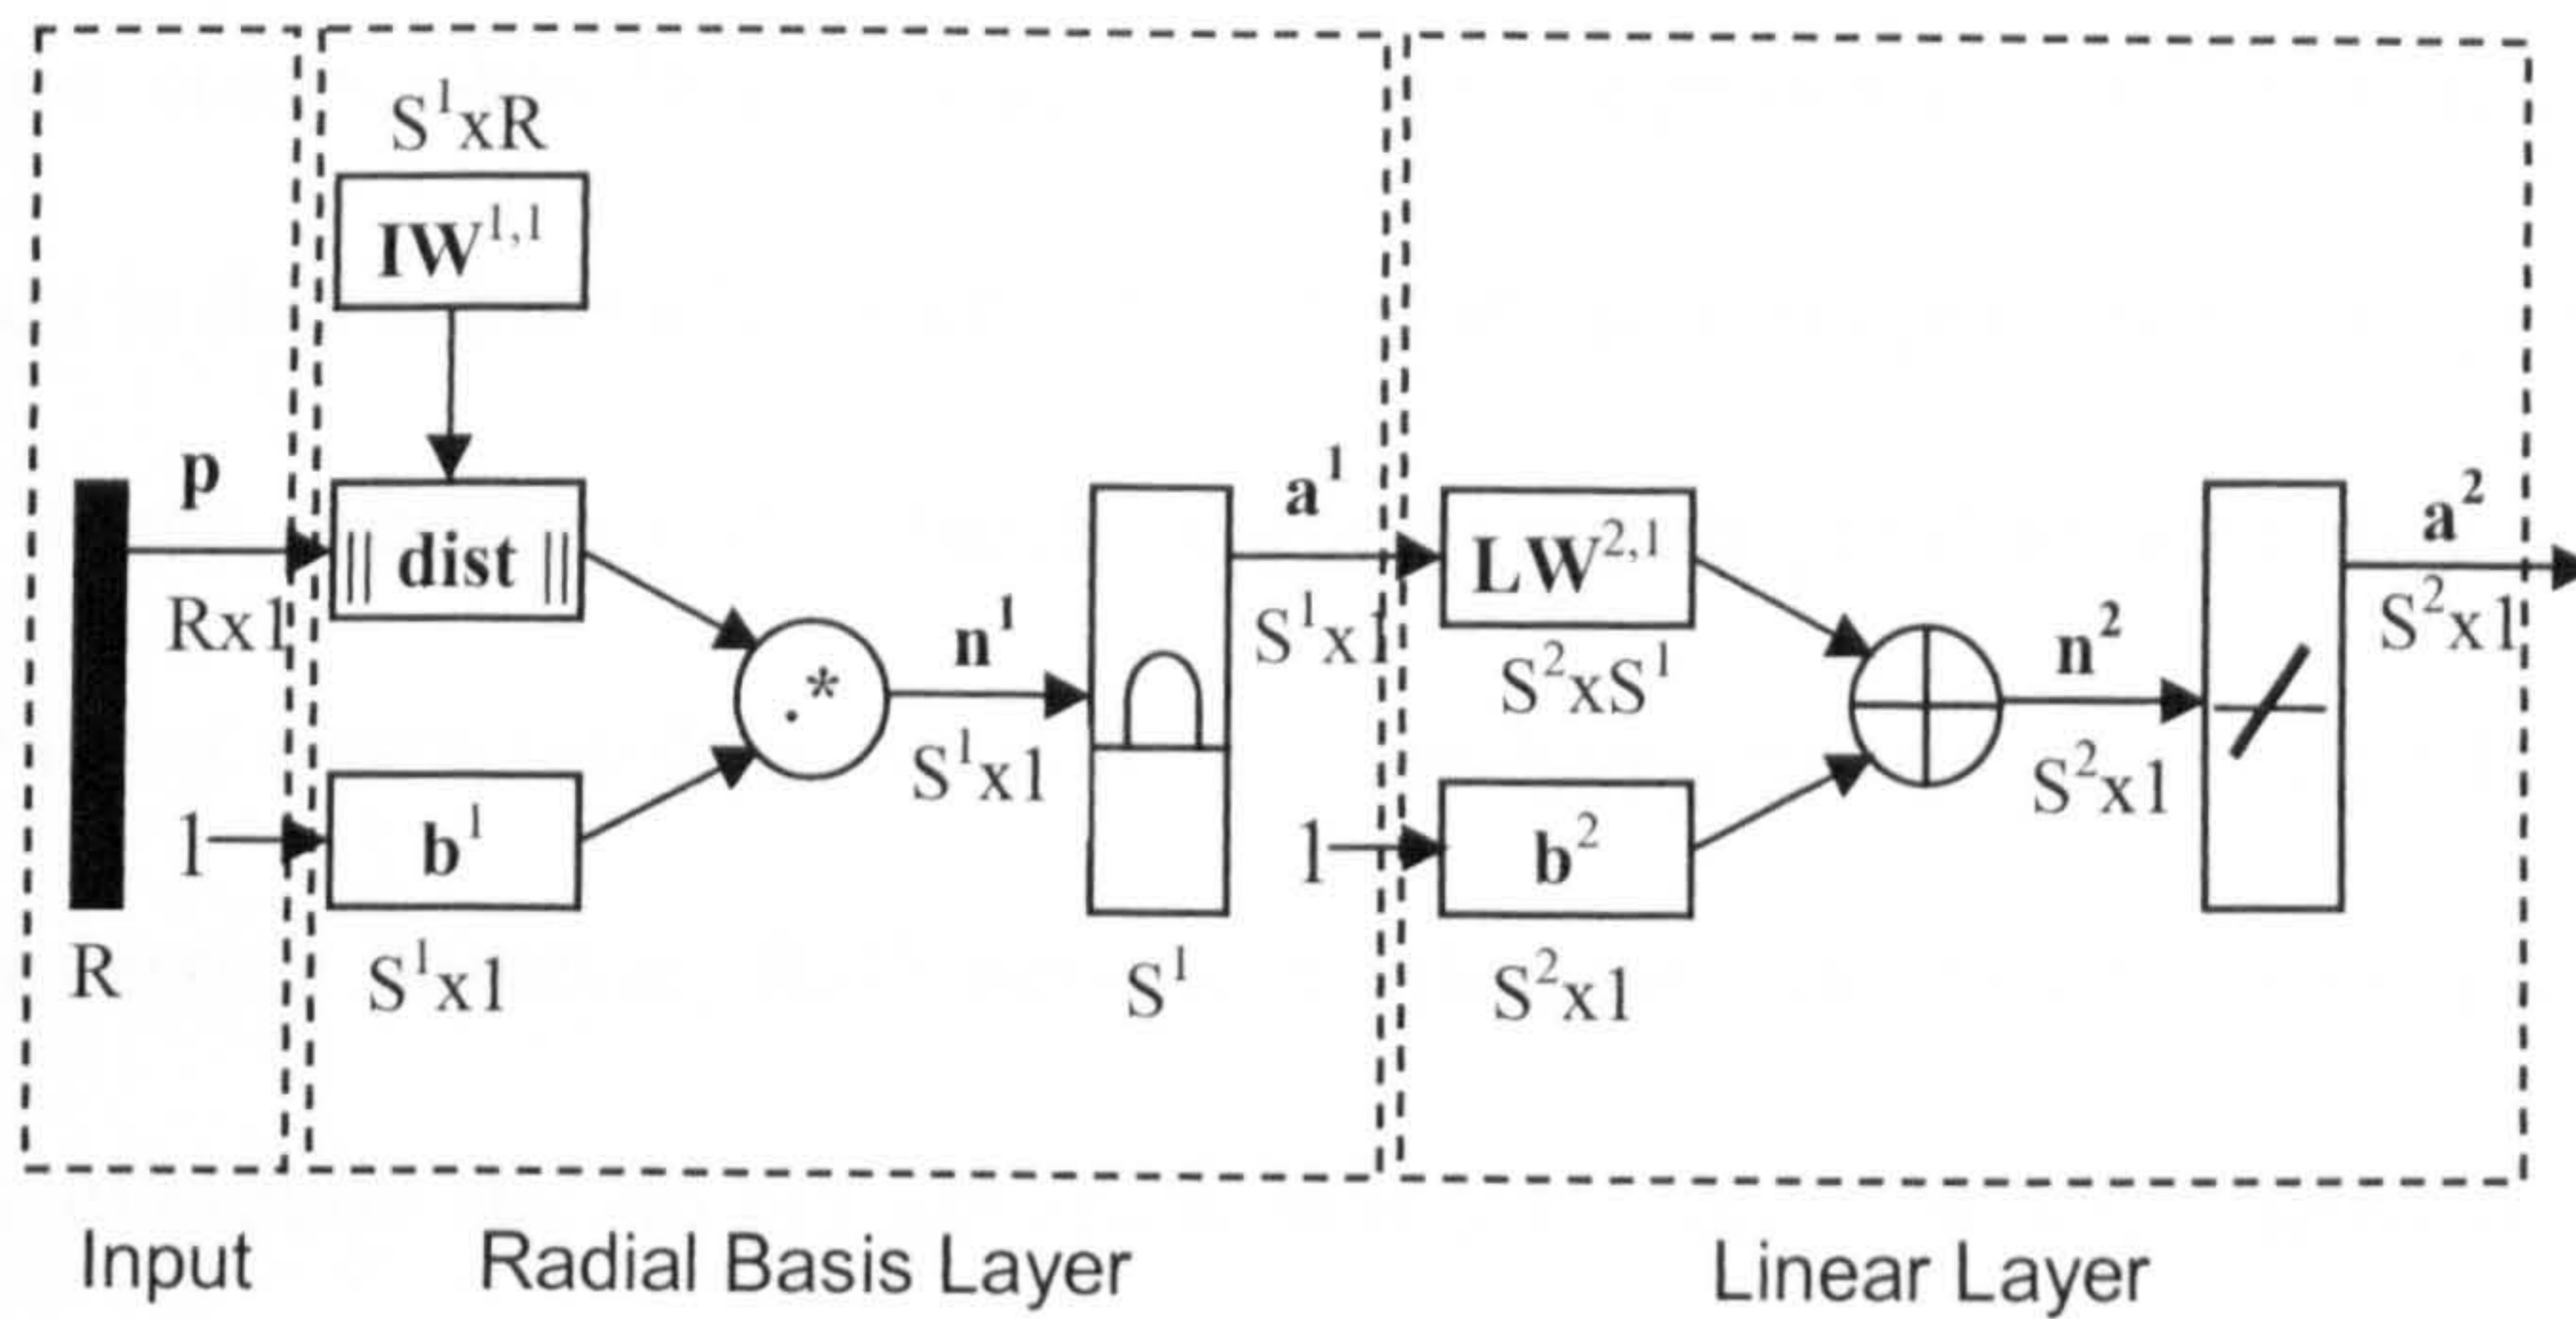 S¹xR
IW¹,¹
p
Rx1
|| dist ||
1
b¹
S¹x1
R
.*
n¹
S¹x1
S¹
a¹
S¹x1
LW²,¹
S²xS¹
1
b²
S²x1
n²
S²x1
a²
S²x1
Input
Radial Basis Layer
Linear Layer